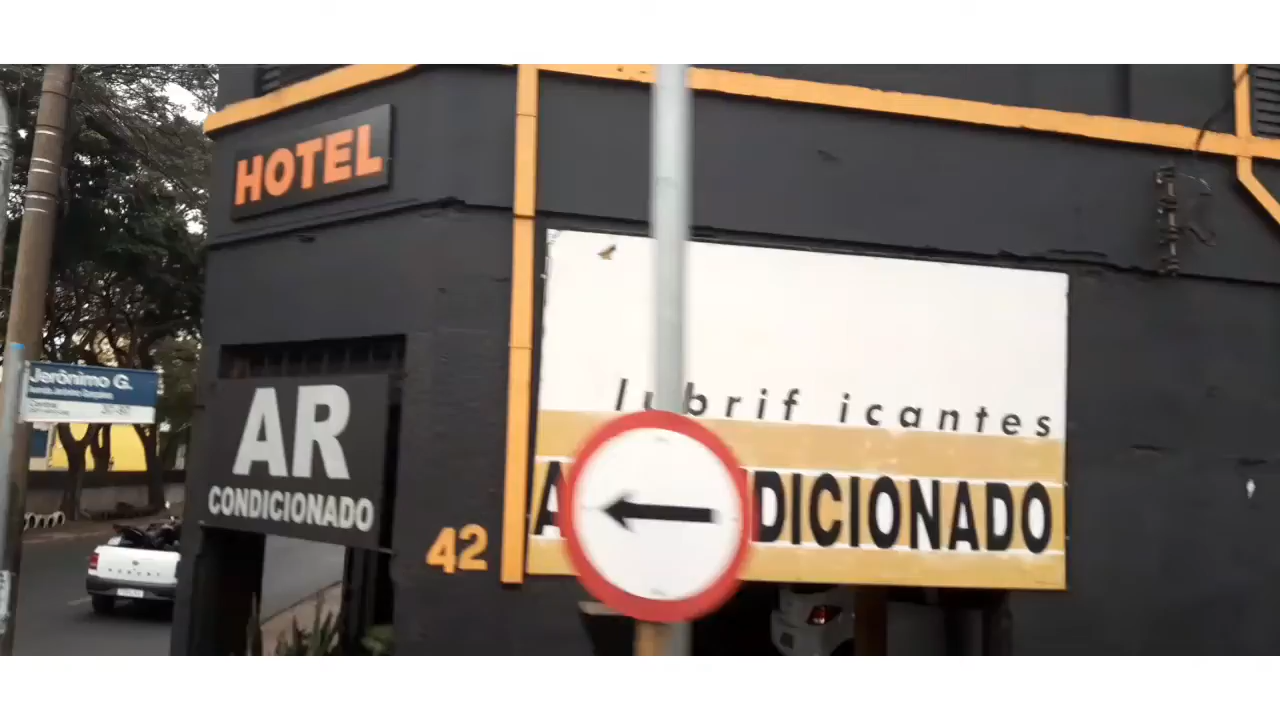 HOTEL
Jerônimo G.
AR
CONDICIONADO
42
lubrif icantes
A DICIONADO